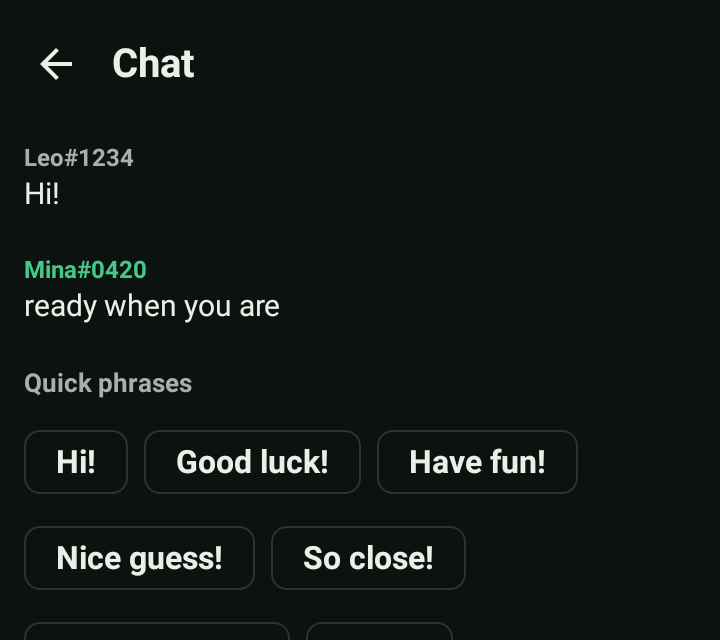 Chat
Leo#1234
Hi!
Mina#0420
ready when you are
Quick phrases
Hi!
Good luck!
Have fun!
Nice guess!
So close!